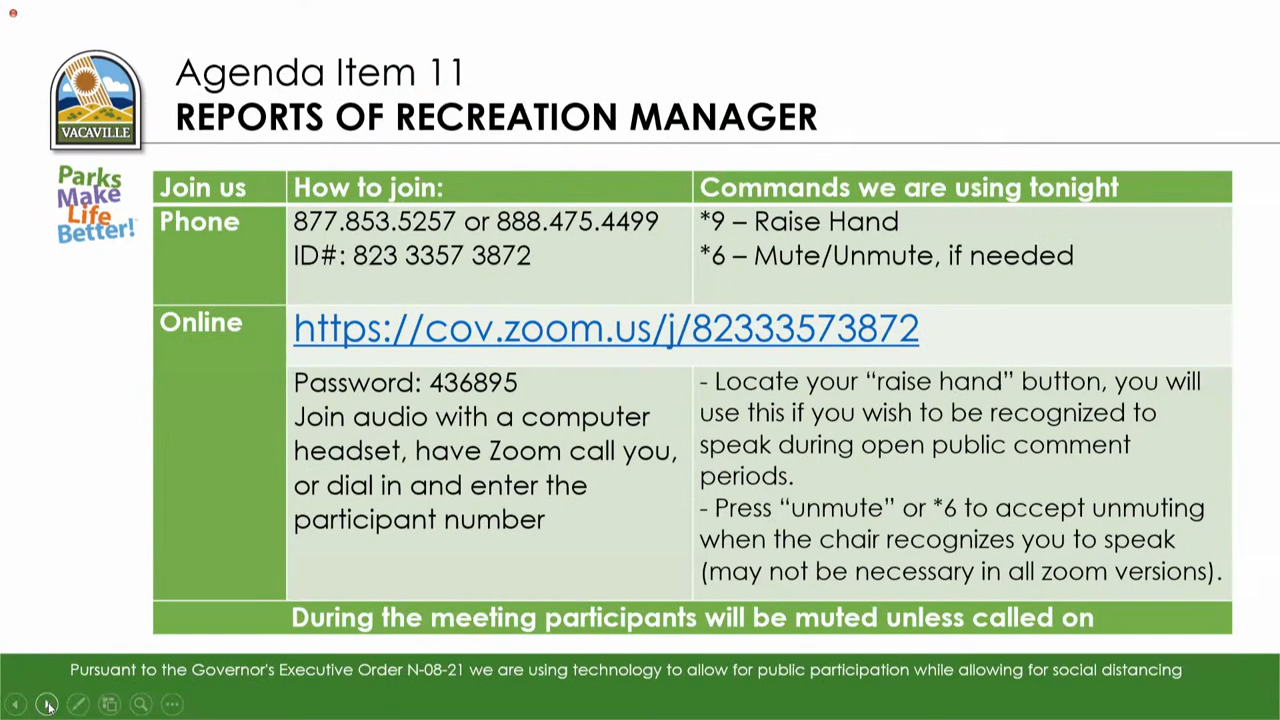 Agenda Item 11
REPORTS OF RECREATION MANAGER
VACAVILLE
Parks
Make
Life
Better!
Join us
How to join:
Commands we are using tonight
Phone
877.853.5257 or 888.475.4499
ID#: 823 3357 3872
*9 – Raise Hand
*6 – Mute/Unmute, if needed
Online
https://cov.zoom.us/j/82333573872
Password: 436895
Join audio with a computer
headset, have Zoom call you,
or dial in and enter the
participant number
- Locate your “raise hand” button, you will
use this if you wish to be recognized to
speak during open public comment
periods.
- Press “unmute” or *6 to accept unmuting
when the chair recognizes you to speak
(may not be necessary in all zoom versions).
During the meeting participants will be muted unless called on
Pursuant to the Governor's Executive Order N-08-21 we are using technology to allow for public participation while allowing for social distancing